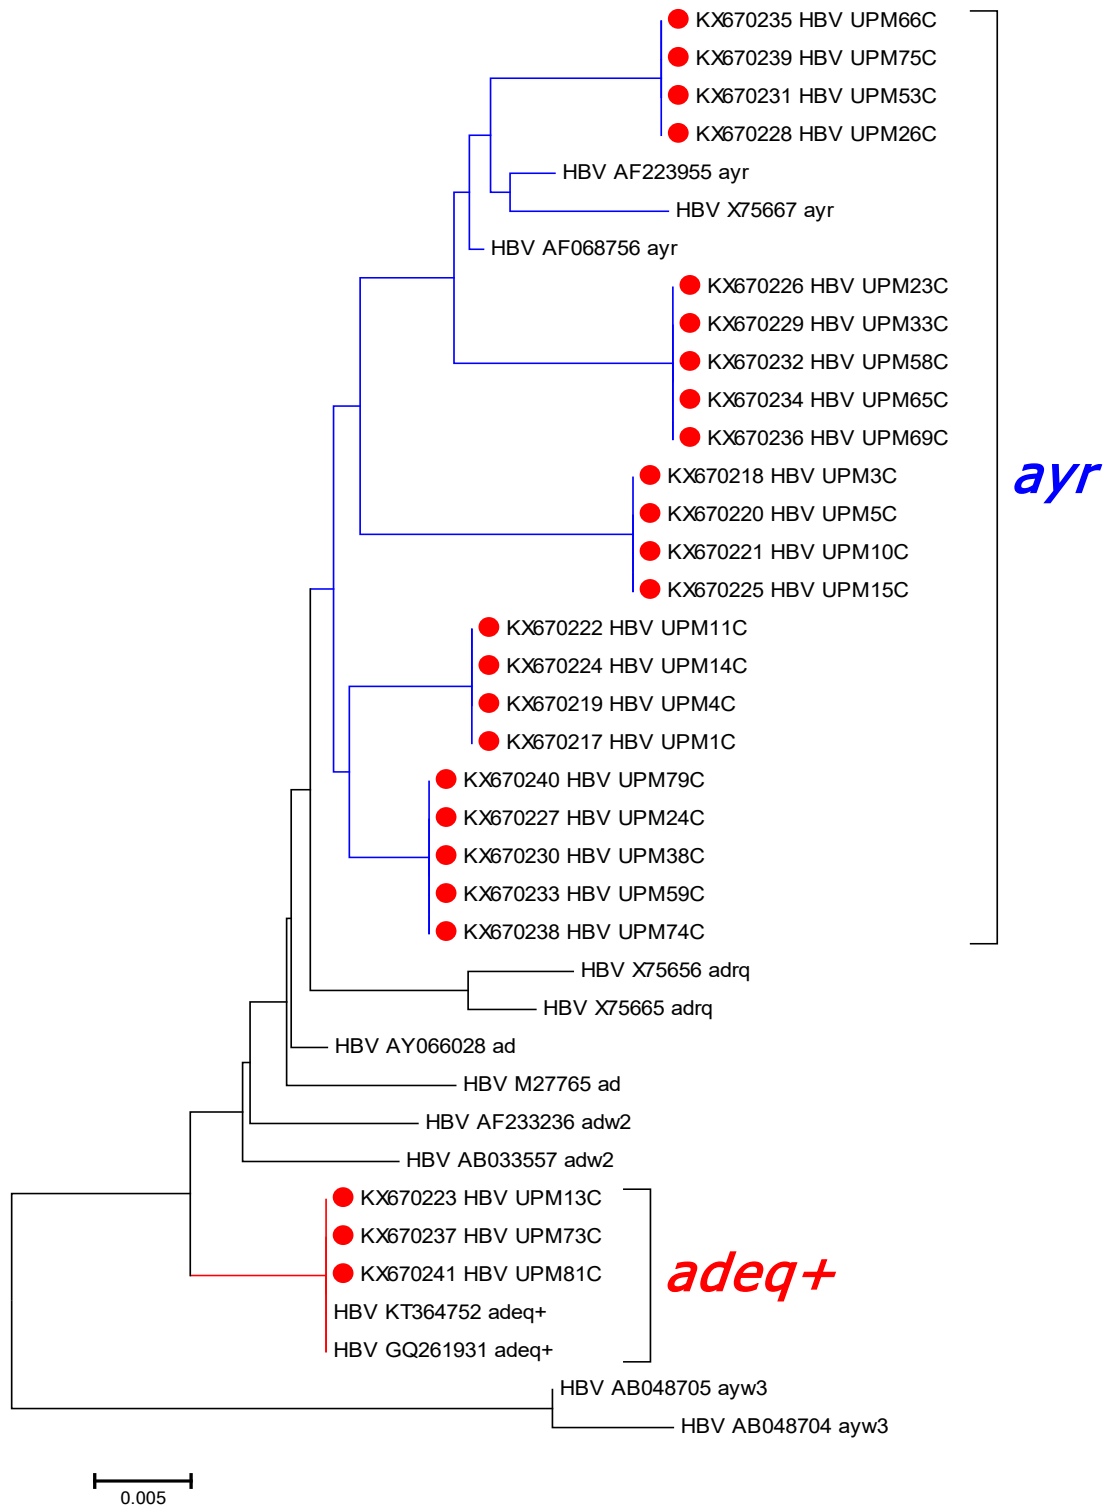 KX670235 HBV UPM66C
KX670239 HBV UPM75C
KX670231 HBV UPM53C
KX670228 HBV UPM26C
HBV AF223955 ayr
HBV X75667 ayr
HBV AF068756 ayr
KX670226 HBV UPM23C
KX670229 HBV UPM33C
KX670232 HBV UPM58C
KX670234 HBV UPM65C
KX670236 HBV UPM69C
ayr
KX670218 HBV UPM3C
KX670220 HBV UPM5C
KX670221 HBV UPM10C
KX670225 HBV UPM15C
KX670222 HBV UPM11C
KX670224 HBV UPM14C
KX670219 HBV UPM4C
KX670217 HBV UPM1C
KX670240 HBV UPM79C
KX670227 HBV UPM24C
KX670230 HBV UPM38C
KX670233 HBV UPM59C
KX670238 HBV UPM74C
HBV X75656 adrq
HBV X75665 adrq
HBV AY066028 ad
HBV M27765 ad
HBV AF233236 adw2
HBV AB033557 adw2
KX670223 HBV UPM13C
KX670237 HBV UPM73C
KX670241 HBV UPM81C
adeq+
HBV KT364752 adeq+
HBV GQ261931 adeq+
HBV AB048705 ayw3
HBV AB048704 ayw3
0.005